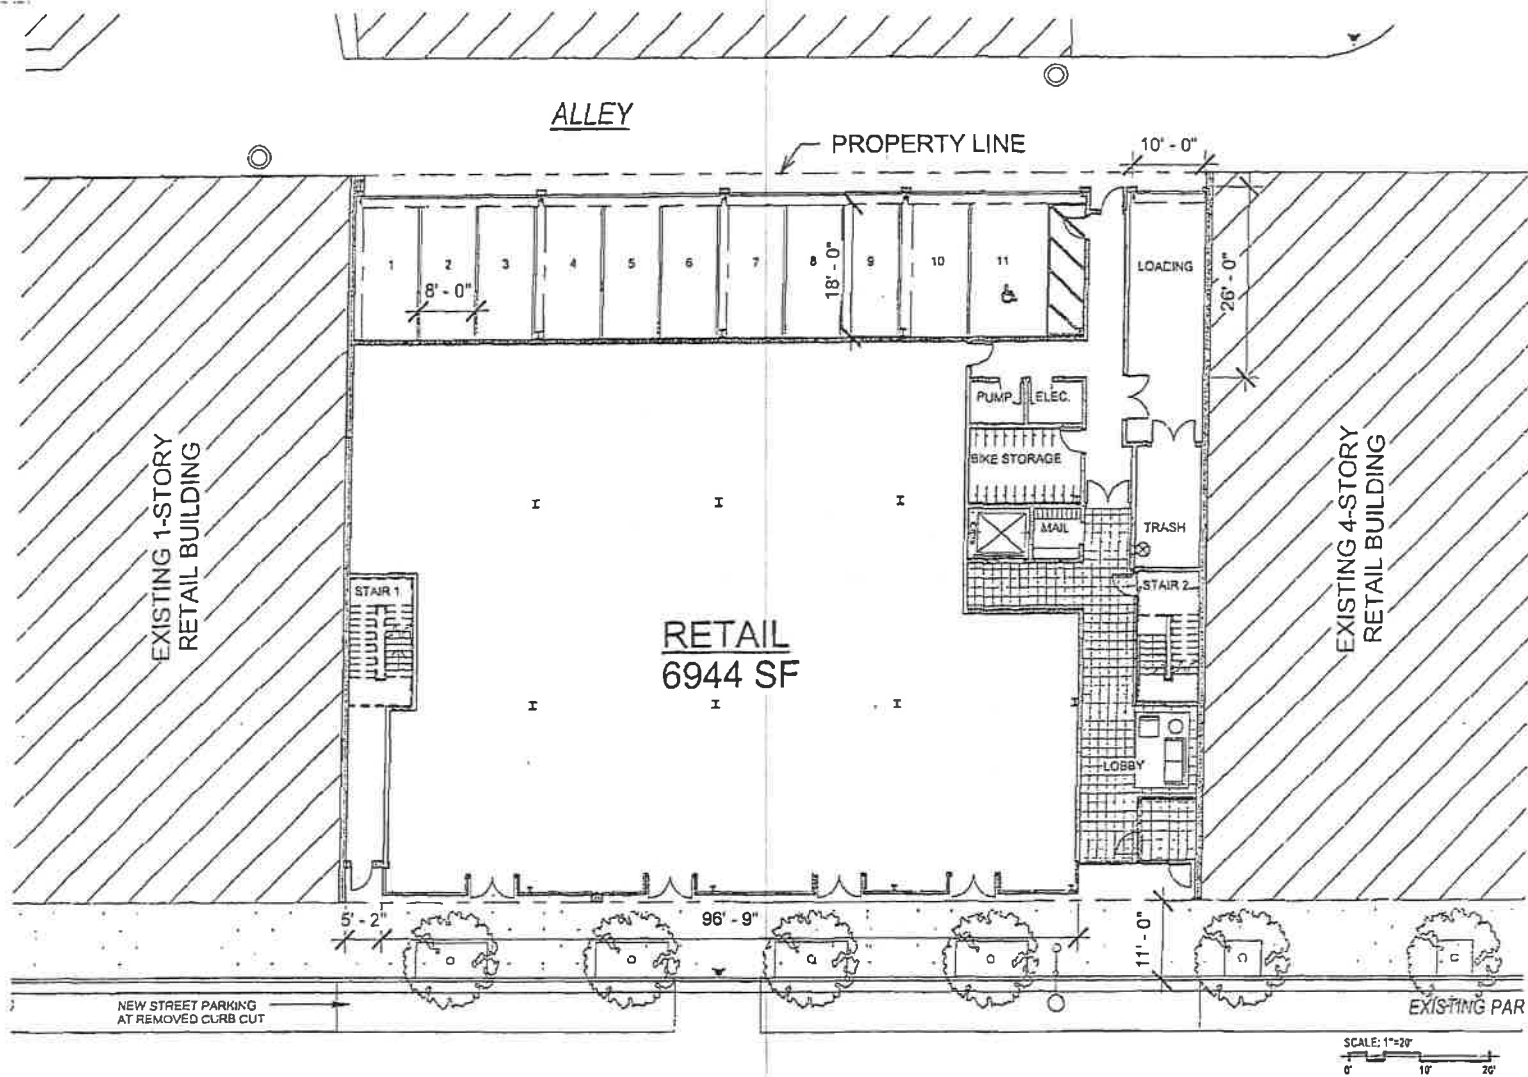 ALLEY
PROPERTY LINE
10' - 0"
1
2
3
4
5
6
7
8
9
10
11
8' - 0"
18' - 0"
LOADING
26' - 0"
PUMP
ELEC.
BIKE STORAGE
MAIL
TRASH
EXISTING 1-STORY
RETAIL BUILDING
EXISTING 4-STORY
RETAIL BUILDING
STAIR 1
STAIR 2
RETAIL
6944 SF
LOBBY
5' - 2"
96' - 9"
11' - 0"
NEW STREET PARKING
AT REMOVED CURB CUT
EXISTING PAR
SCALE: 1"=20'
0'
10'
20'